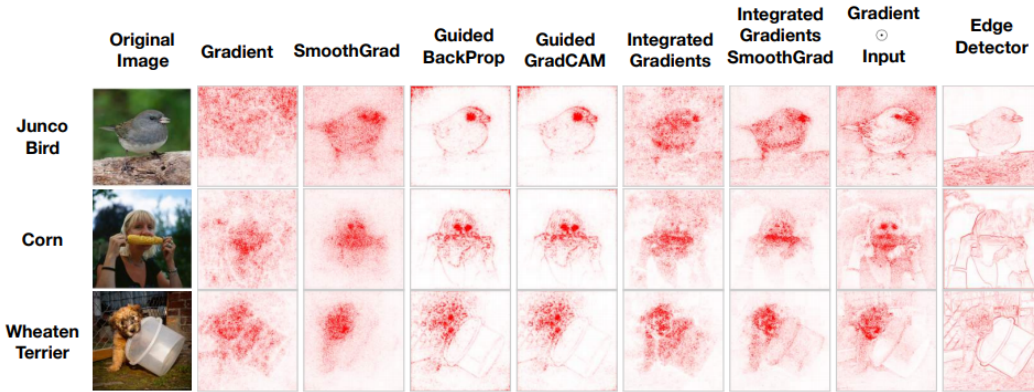 Original
Image
Gradient
SmoothGrad
Guided
BackProp
Guided
GradCAM
Integrated
Gradients
Integrated
Gradients
SmoothGrad
Gradient
⊙
Input
Edge
Detector
Junco
Bird
Corn
Wheaten
Terrier